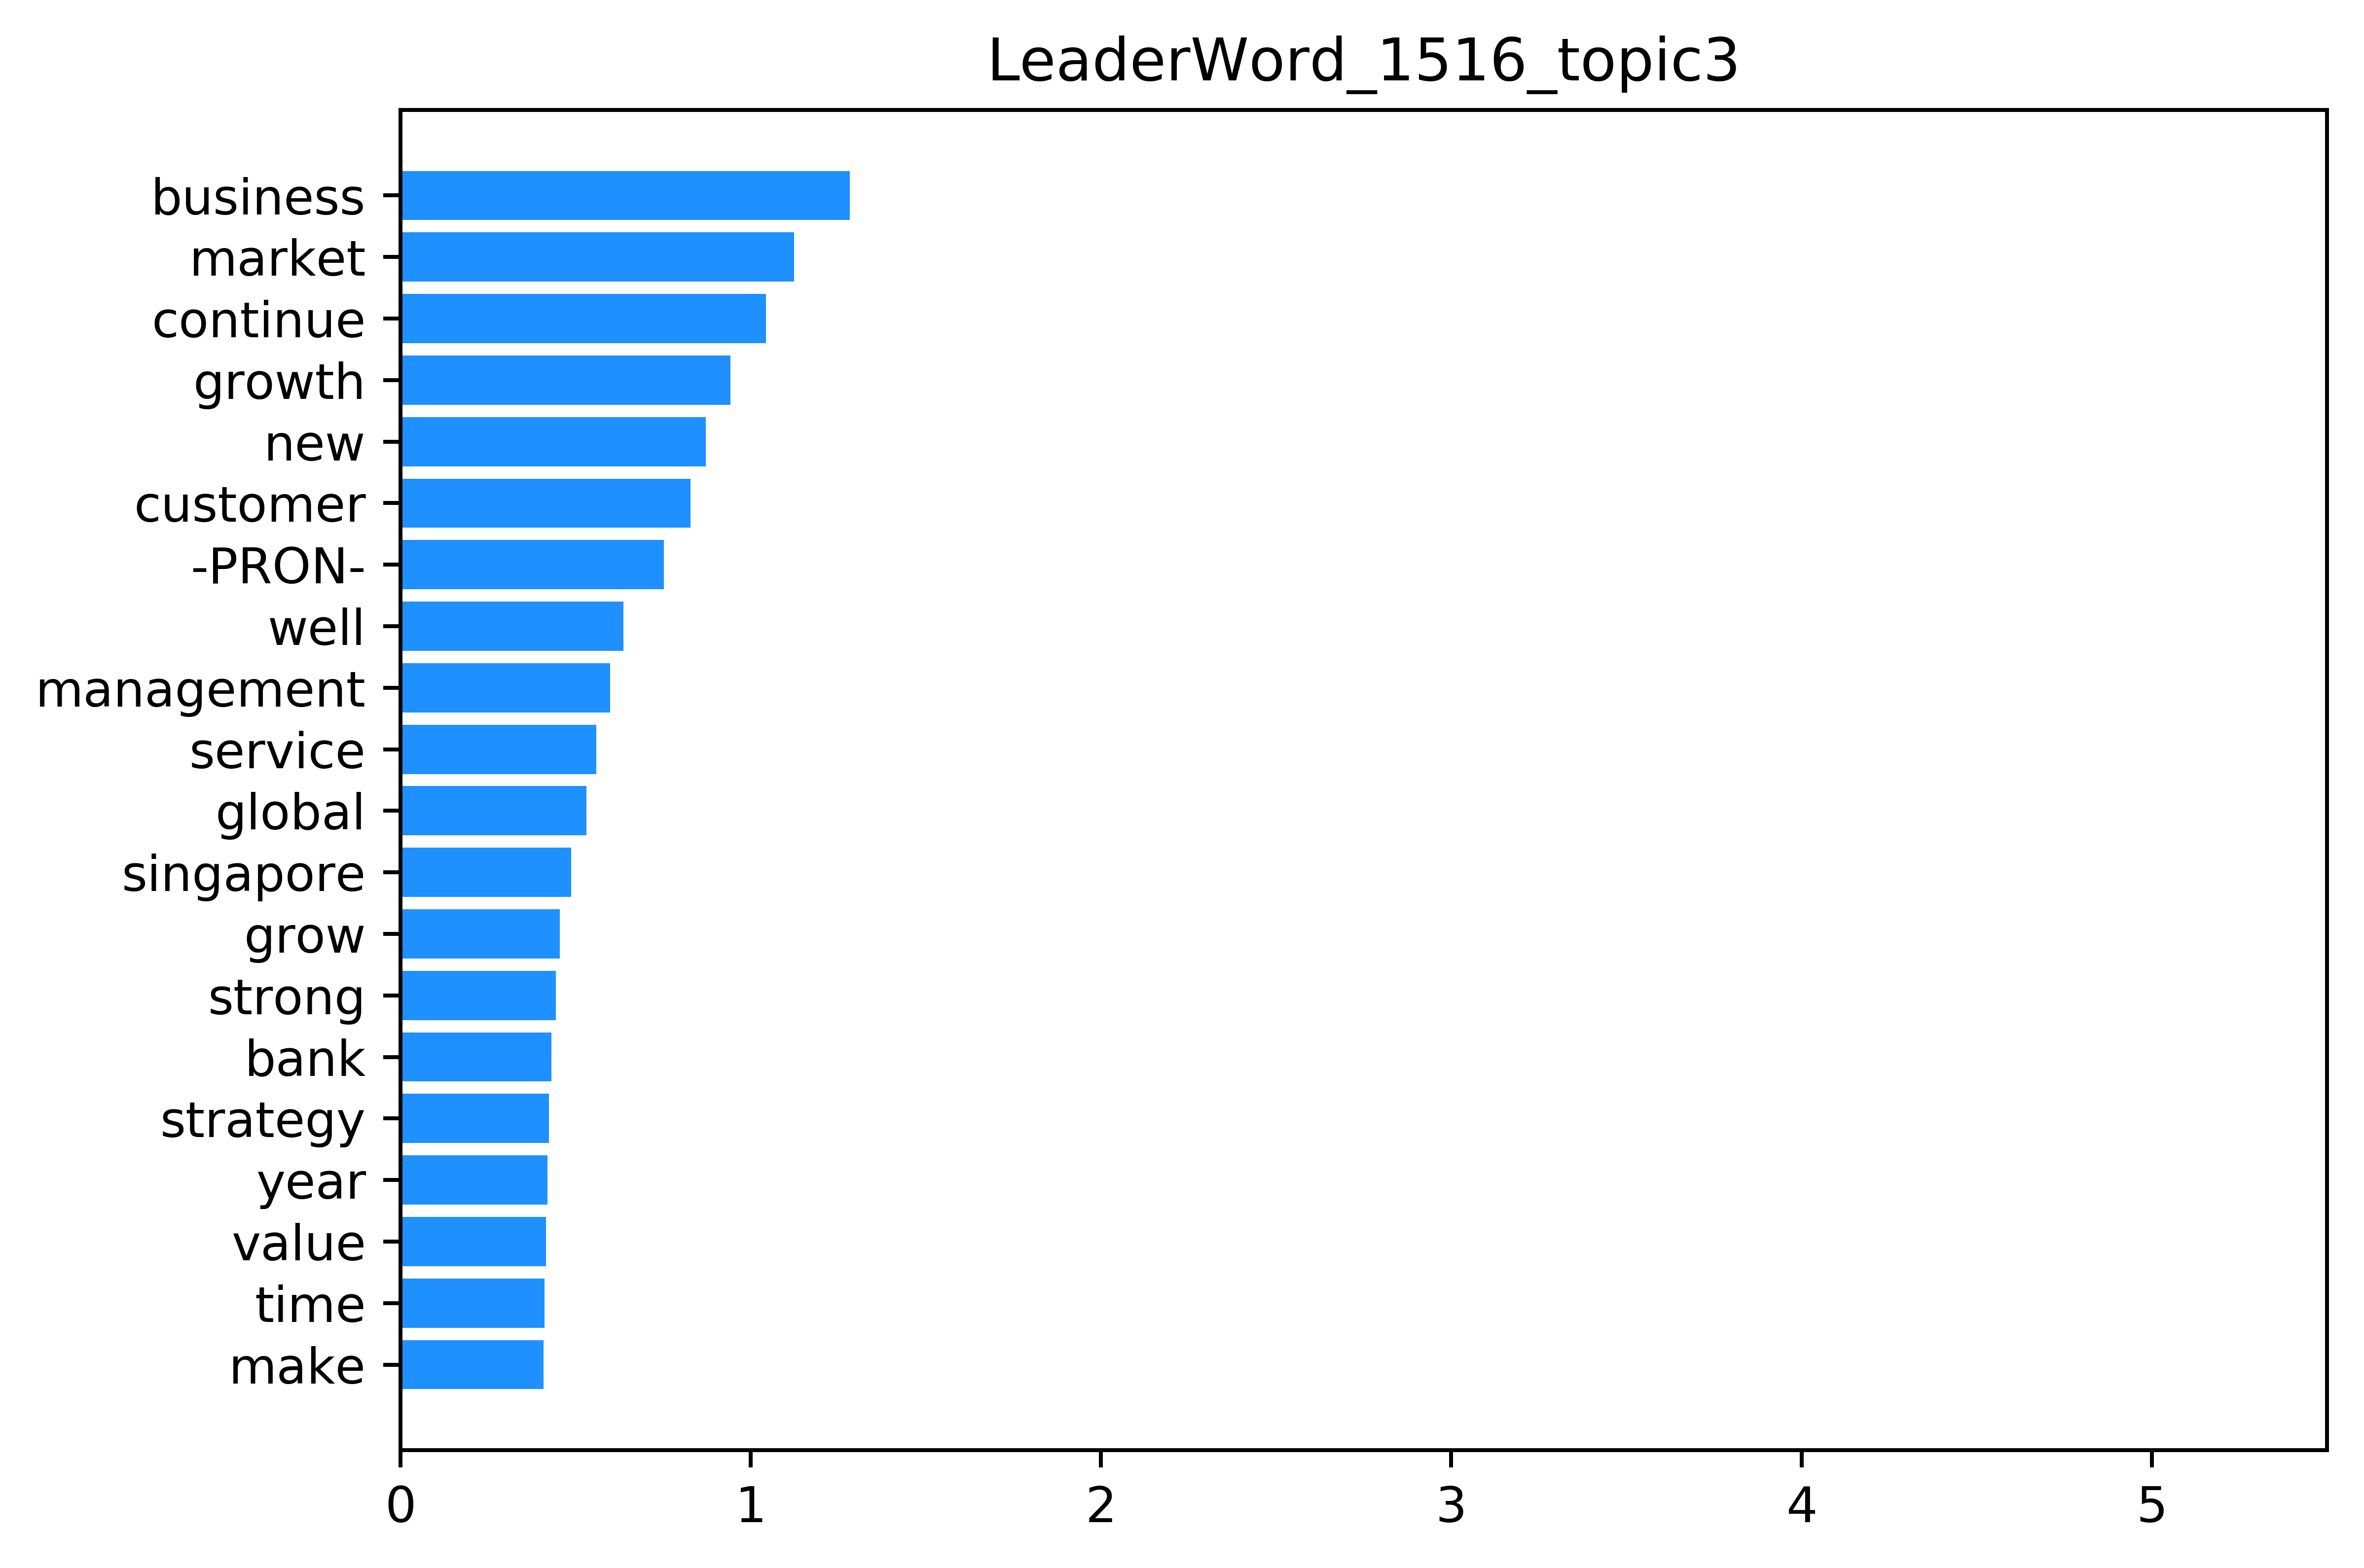 LeaderWord_1516_topic3
business
market
continue
growth
new
customer
-PRON-
well
management
service
global
singapore
grow
strong
bank
strategy
year
value
time
make
0 1 2 3 4 5